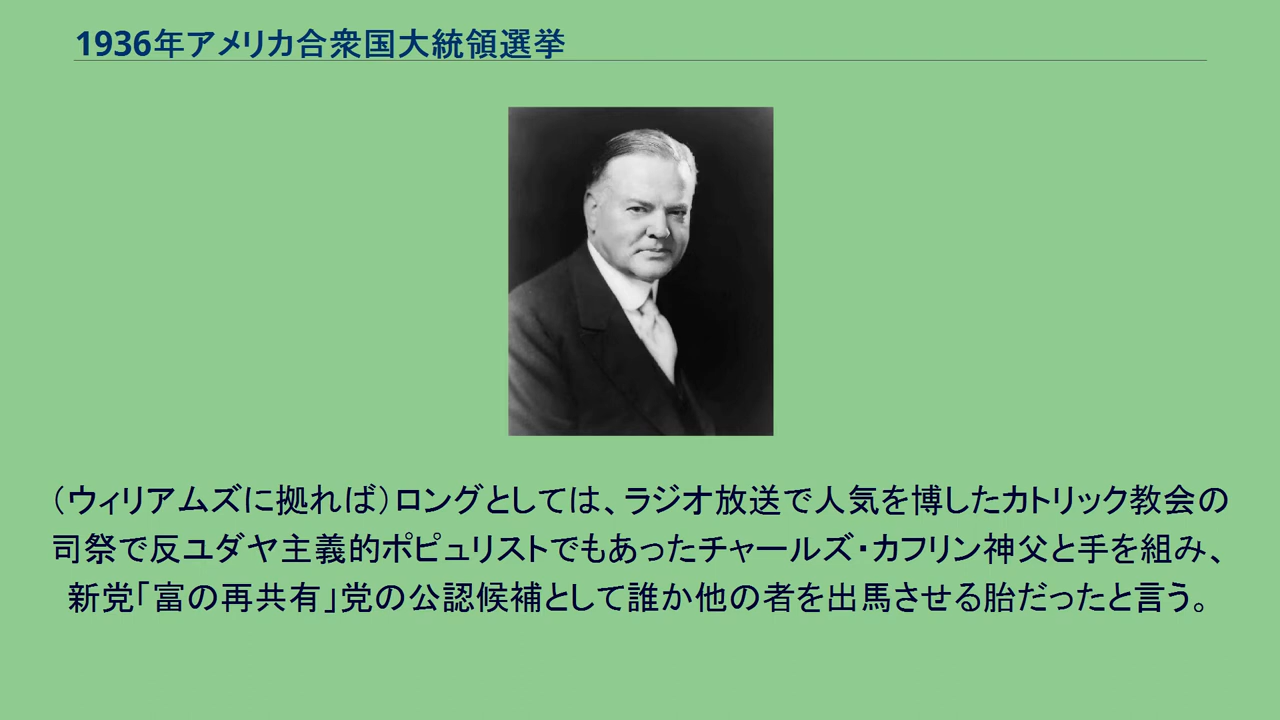 1936年アメリカ合衆国大統領選挙
（ウィリアムズに拠れば）ロングとしては、ラジオ放送で人気を博したカトリック教会の
司祭で反ユダヤ主義的ポピュリストでもあったチャールズ・カフリン神父と手を組み、
新党「富の再共有」党の公認候補として誰か他の者を出馬させる胎だったと言う。